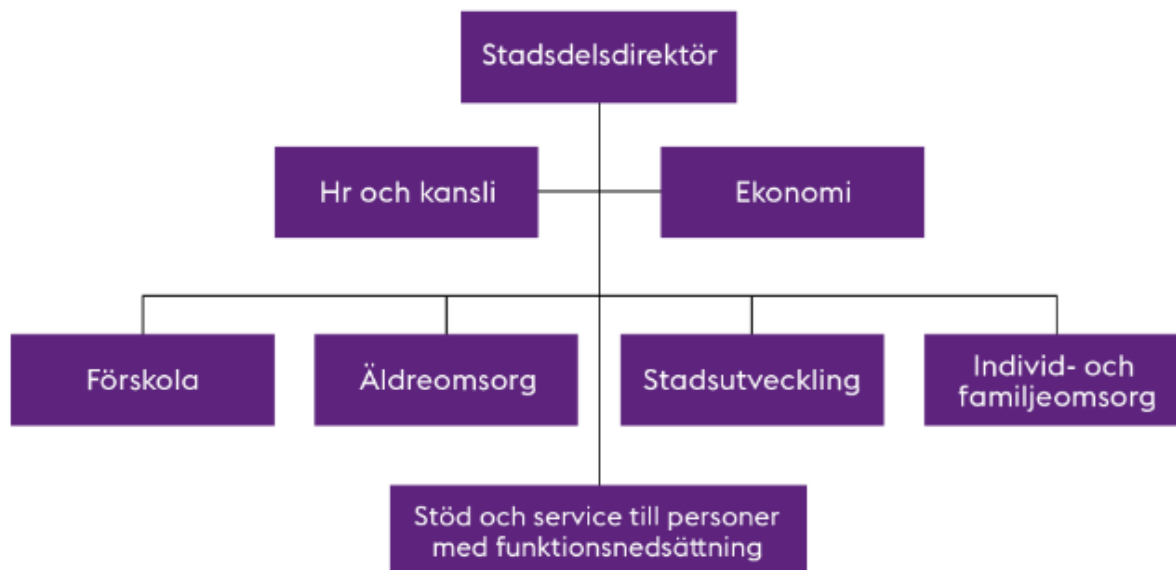 Stadsdelsdirektör
Hr och kansli
Ekonomi
Förskola
Äldreomsorg
Stadsutveckling
Individ- och
familjeomsorg
Stöd och service till personer
med funktionsnedsättning